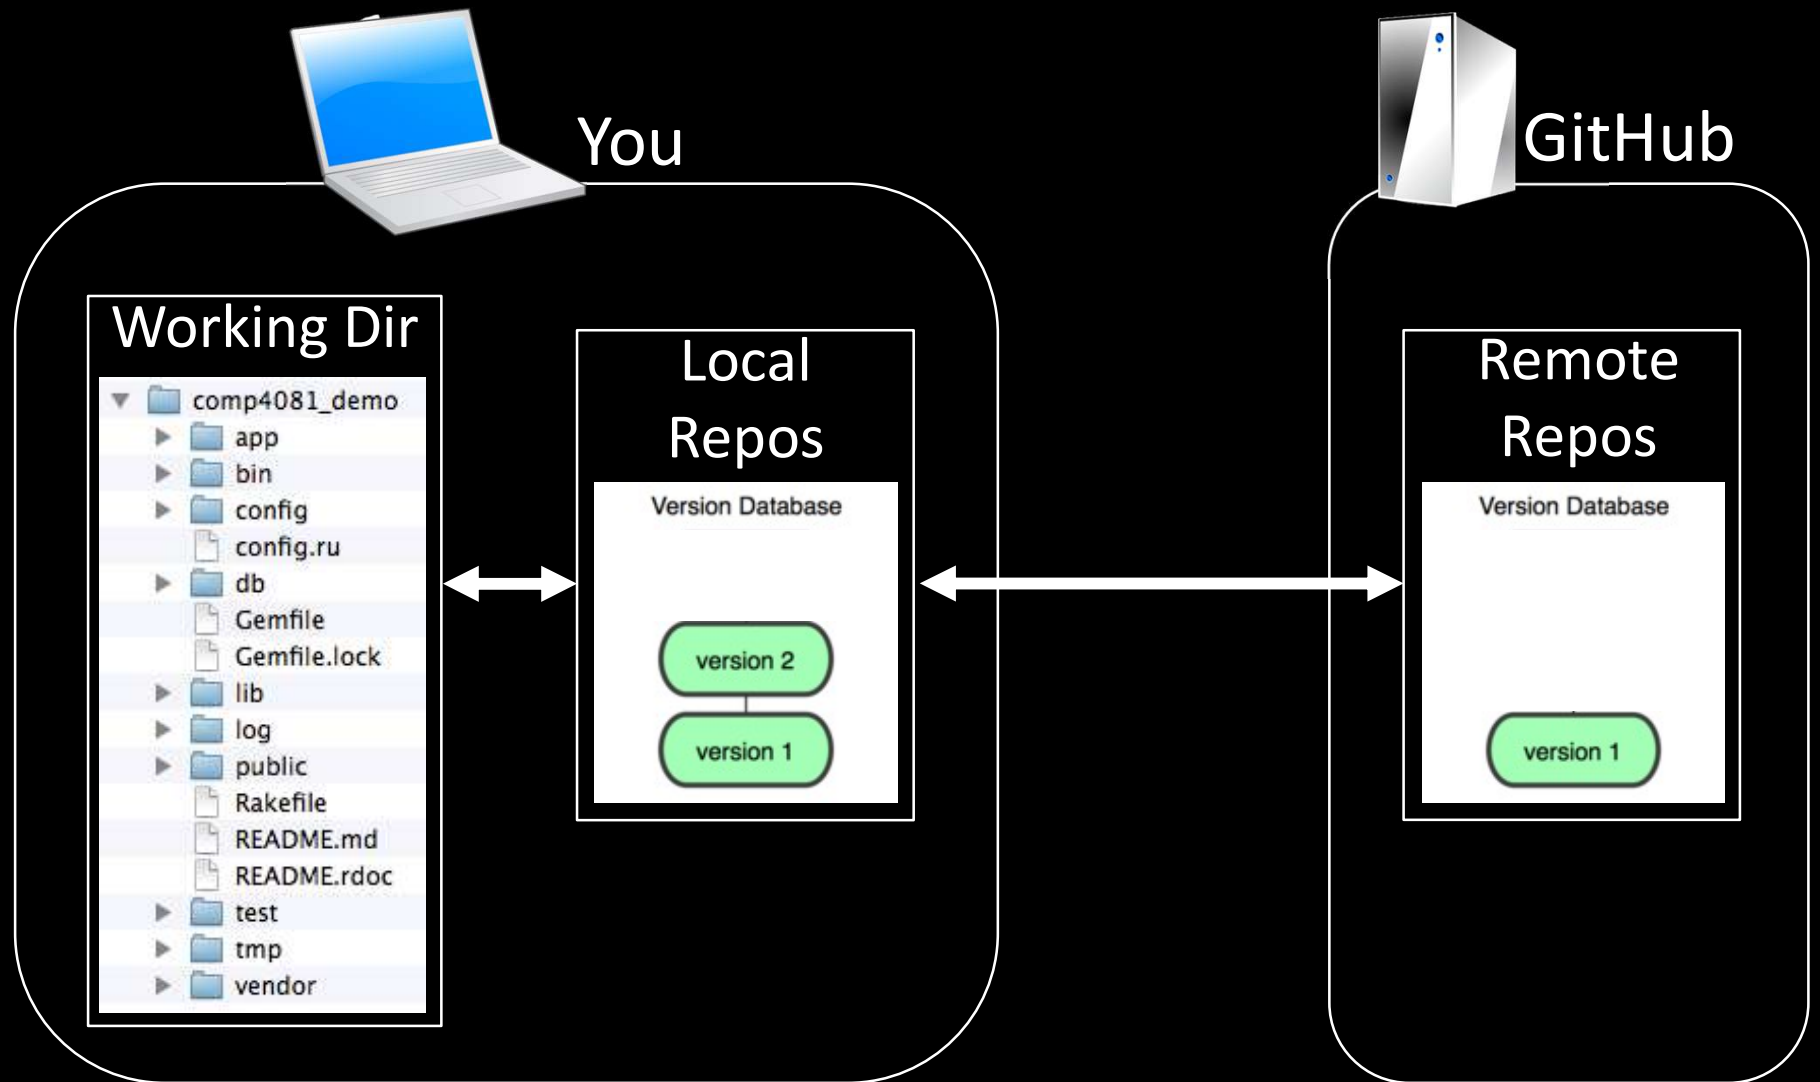 You
GitHub
Working Dir
comp4081_demo
app
bin
config
config.ru
db
Gemfile
Gemfile.lock
lib
log
public
Rakefile
README.md
README.rdoc
test
tmp
vendor
Local
Repos
Version Database
version 2
version 1
Remote
Repos
Version Database
version 1